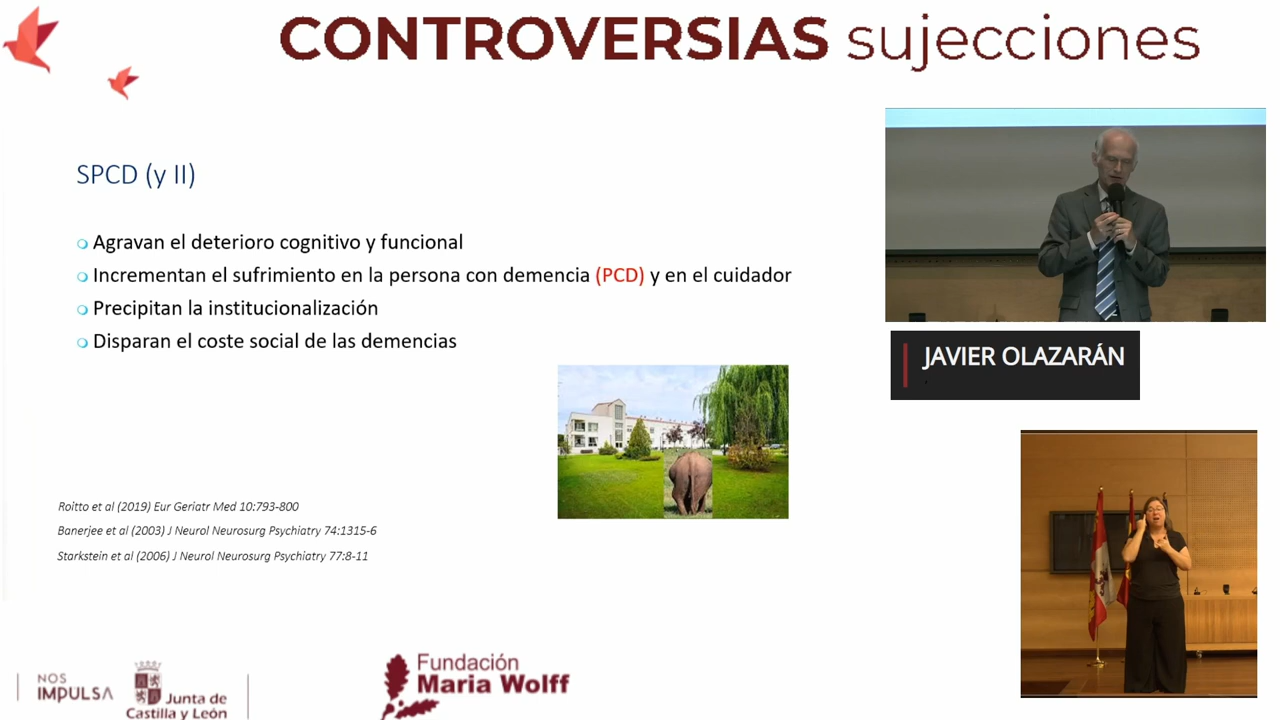 CONTROVERSIAS sujecciones
SPCD (y II)
Agravan el deterioro cognitivo y funcional
Incrementan el sufrimiento en la persona con demencia (PCD) y en el cuidador
Precipitan la institucionalización
Disparan el coste social de las demencias
JAVIER OLAZARÁN
Roitto et al (2019) Eur Geriatr Med 10:793-800
Banerjee et al (2003) J Neurol Neurosurg Psychiatry 74:1315-6
Starkstein et al (2006) J Neurol Neurosurg Psychiatry 77:8-11
NOS
IMPULSA
Junta de
Castilla y León
Fundación
Maria Wolff